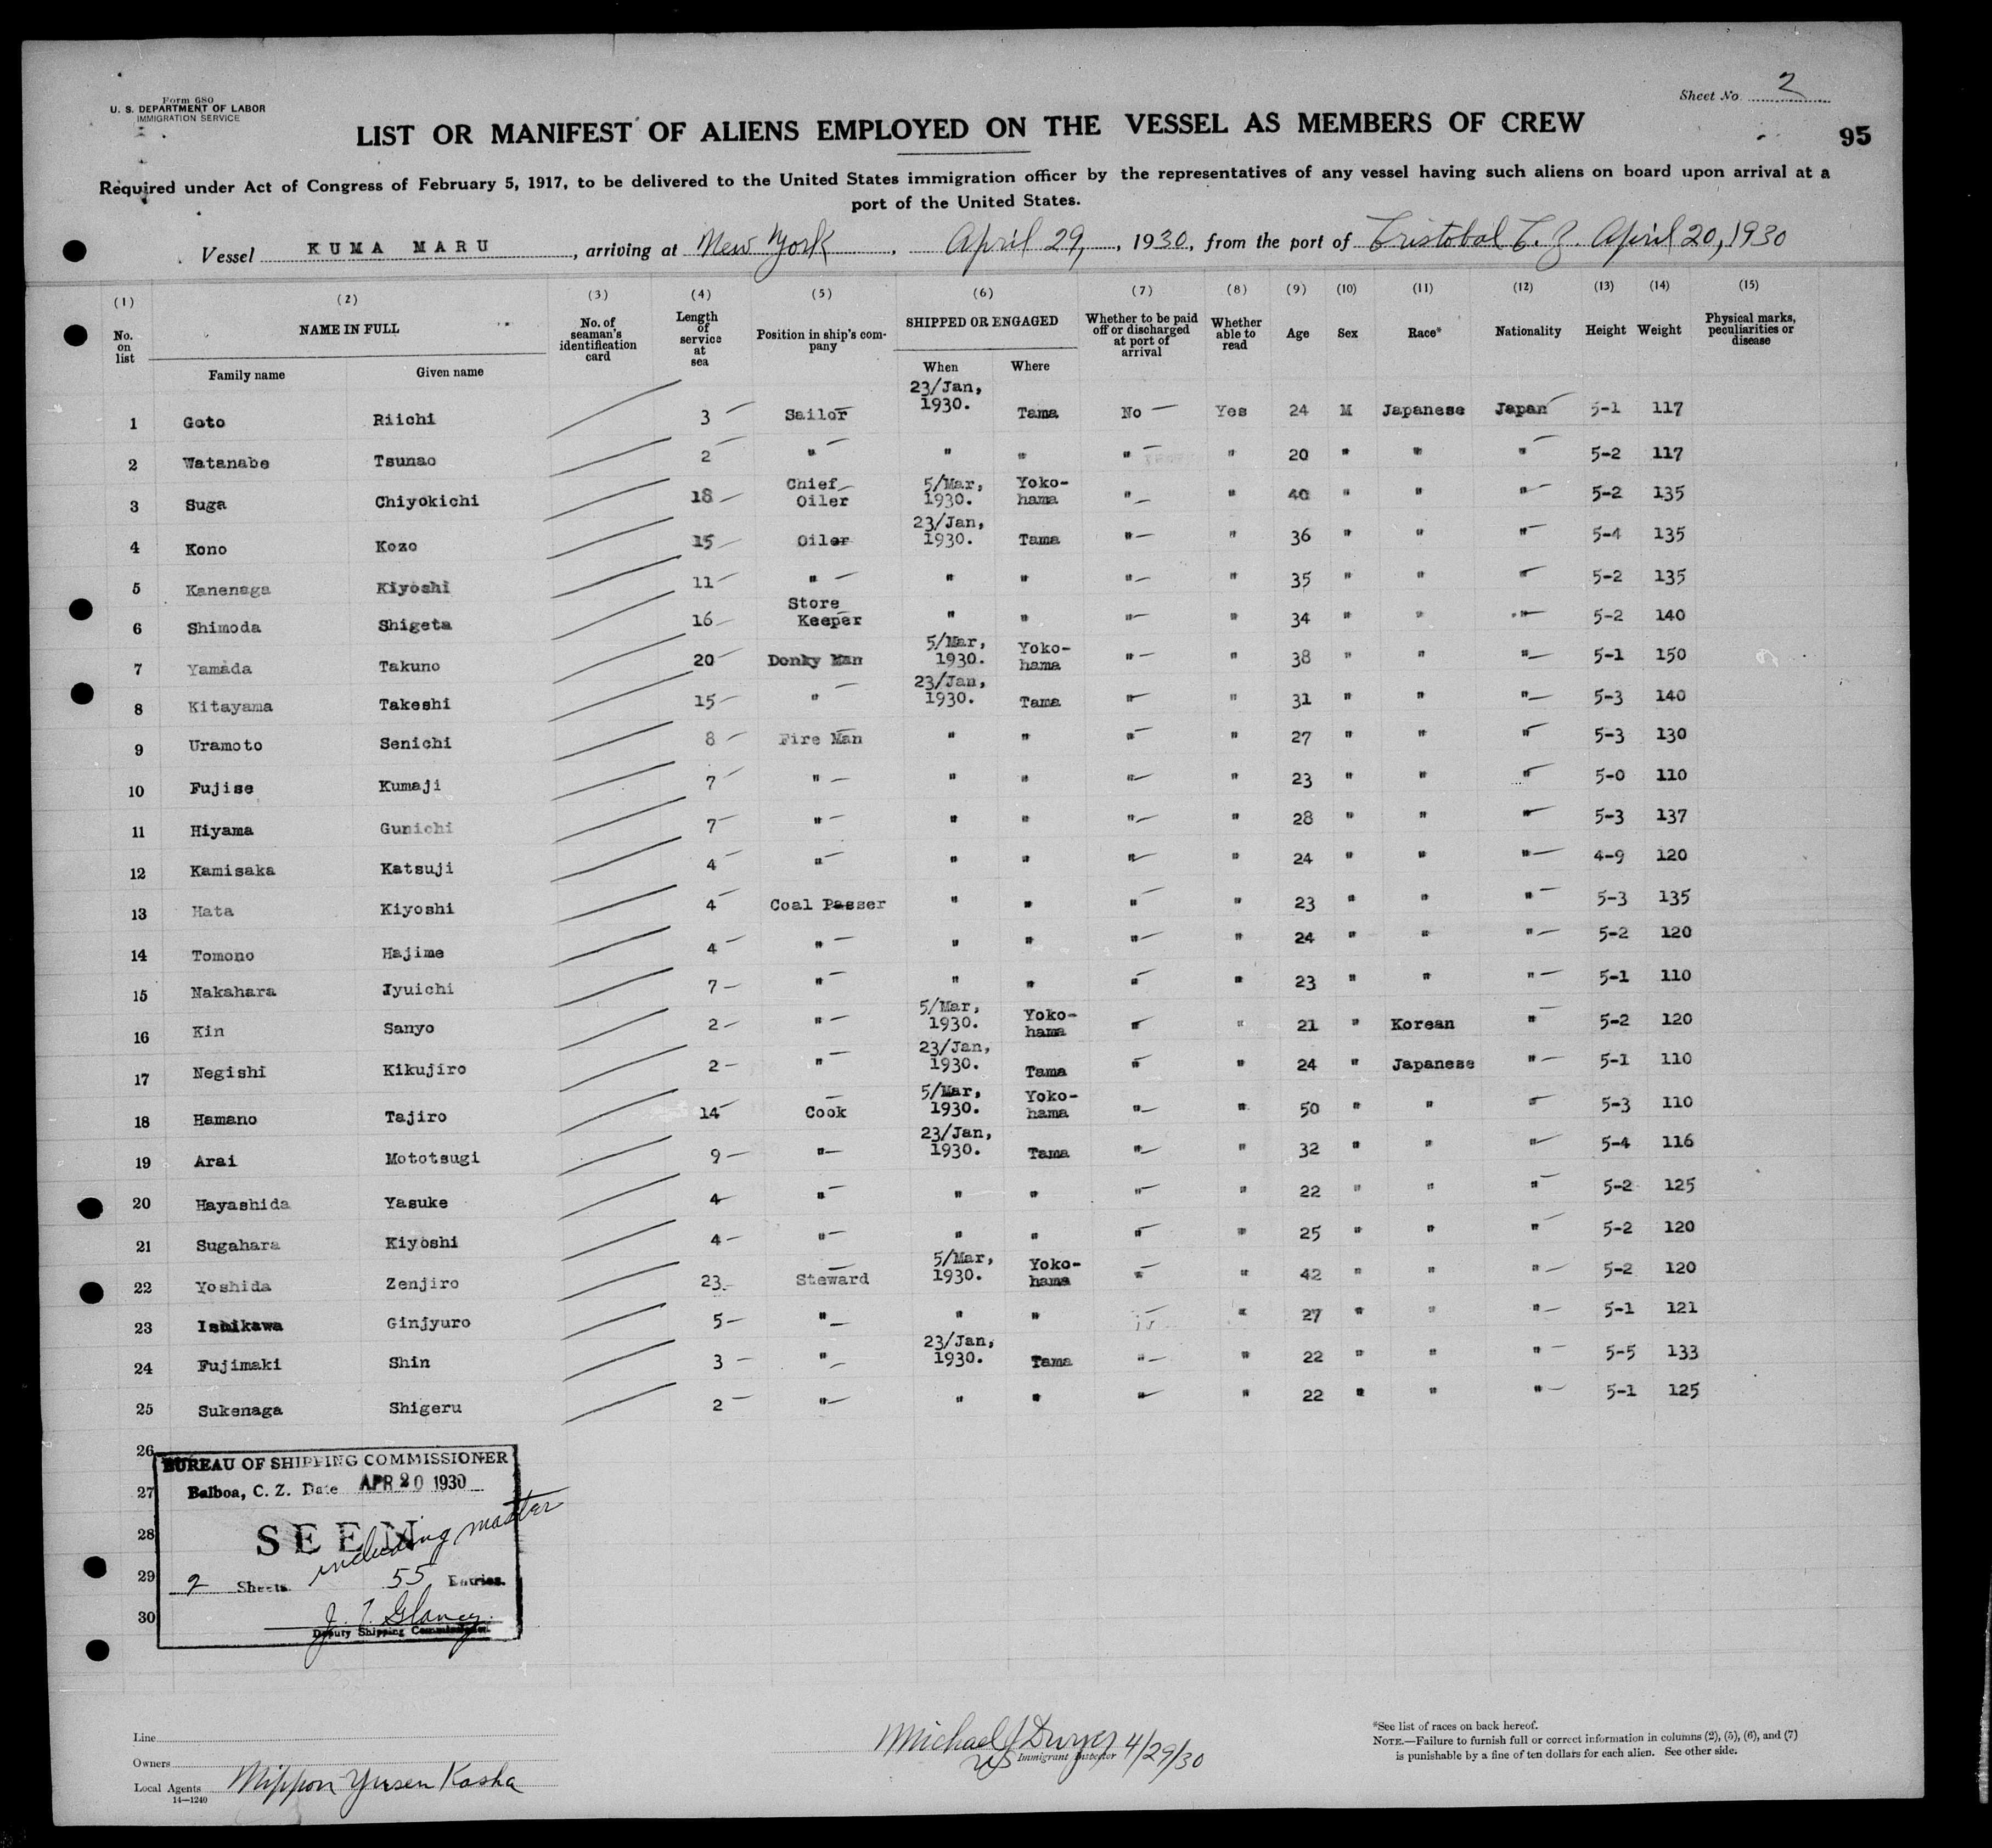 Form 680
U. S. DEPARTMENT OF LABOR
IMMIGRATION SERVICE
Sheet No. 2
95
LIST OR MANIFEST OF ALIENS EMPLOYED ON THE VESSEL AS MEMBERS OF CREW
Required under Act of Congress of February 5, 1917, to be delivered to the United States immigration officer by the representatives of any vessel having such aliens on board upon arrival at a
port of the United States.
Vessel KUMA MARU, arriving at New York, April 29, 1930, from the port of Cristobal C.Z. April 20, 1930
(1) (2) (3) (4) (5) (6) (7) (8) (9) (10) (11) (12) (13) (14) (15)
No. on list NAME IN FULL No. of seaman's identification card Length of service at sea Position in ship's company SHIPPED OR ENGAGED Whether to be paid off or discharged at port of arrival Whether able to read Age Sex Race* Nationality Height Weight Physical marks, peculiarities or disease
Family name Given name When Where
1 Goto Riichi 3 Sailor 23/Jan, 1930. Tama No Yes 24 M Japanese Japan 5-1 117
2 Watanabe Tsunao 2 " " " " " 20 " " " 5-2 117
3 Suga Chiyokichi 18 Chief Oiler 5/Mar, 1930. Yoko-hama " " 40 " " " 5-2 135
4 Kono Kozo 15 Oiler 23/Jan, 1930. Tama " " 36 " " " 5-4 135
5 Kanenaga Kiyoshi 11 " " " " " 35 " " " 5-2 135
6 Shimoda Shigeta 16 Store Keeper " " " " 34 " " " 5-2 140
7 Yamada Takuno 20 Donky Man 5/Mar, 1930. Yoko-hama " " 38 " " " 5-1 150
8 Kitayama Takeshi 15 " 23/Jan, 1930. Tama " " 31 " " " 5-3 140
9 Uramoto Senichi 8 Fire Man " " " " 27 " " " 5-3 130
10 Fujise Kumaji 7 " " " " " 23 " " " 5-0 110
11 Hiyama Gunichi 7 " " " " " 28 " " " 5-3 137
12 Kamisaka Katsuji 4 " " " " " 24 " " " 4-9 120
13 Hata Kiyoshi 4 Coal Passer " " " " 23 " " " 5-3 135
14 Tomono Hajime 4 " " " " " 24 " " " 5-2 120
15 Nakahara Jyuichi 7 " " " " " 23 " " " 5-1 110
16 Kin Sanyo 2 " 5/Mar, 1930. Yoko-hama " " 21 " Korean " 5-2 120
17 Negishi Kikujiro 2 " 23/Jan, 1930. Tama " " 24 " Japanese " 5-1 110
18 Hamano Tajiro 14 Cook 5/Mar, 1930. Yoko-hama " " 50 " " " 5-3 110
19 Arai Mototsugi 9 " 23/Jan, 1930. Tama " " 32 " " " 5-4 116
20 Hayashida Yasuke 4 " " " " " 22 " " " 5-2 125
21 Sugahara Kiyoshi 4 " " " " " 25 " " " 5-2 120
22 Yoshida Zenjiro 23 Steward 5/Mar, 1930. Yoko-hama " " 42 " " " 5-2 120
23 Ishikawa Ginjyuro 5 " " " " " 27 " " " 5-1 121
24 Fujimaki Shin 3 " 23/Jan, 1930. Tama " " 22 " " " 5-5 133
25 Sukenaga Shigeru 2 " " " " " 22 " " " 5-1 125
26
27
28
29
30
BUREAU OF SHIPPING COMMISSIONER
Balboa, C. Z. Date APR 20 1930
SEEN
including master
2 Sheets 55 Entries.
J. T. Glancy
Deputy Shipping Commissioner.
Line
Owners
Local Agents Nippon Yusen Kasha
14-1240
Michael J Dwyer 4/29/30
US Immigrant Inspector
*See list of races on back hereof.
NOTE.—Failure to furnish full or correct information in columns (2), (5), (6), and (7)
is punishable by a fine of ten dollars for each alien. See other side.